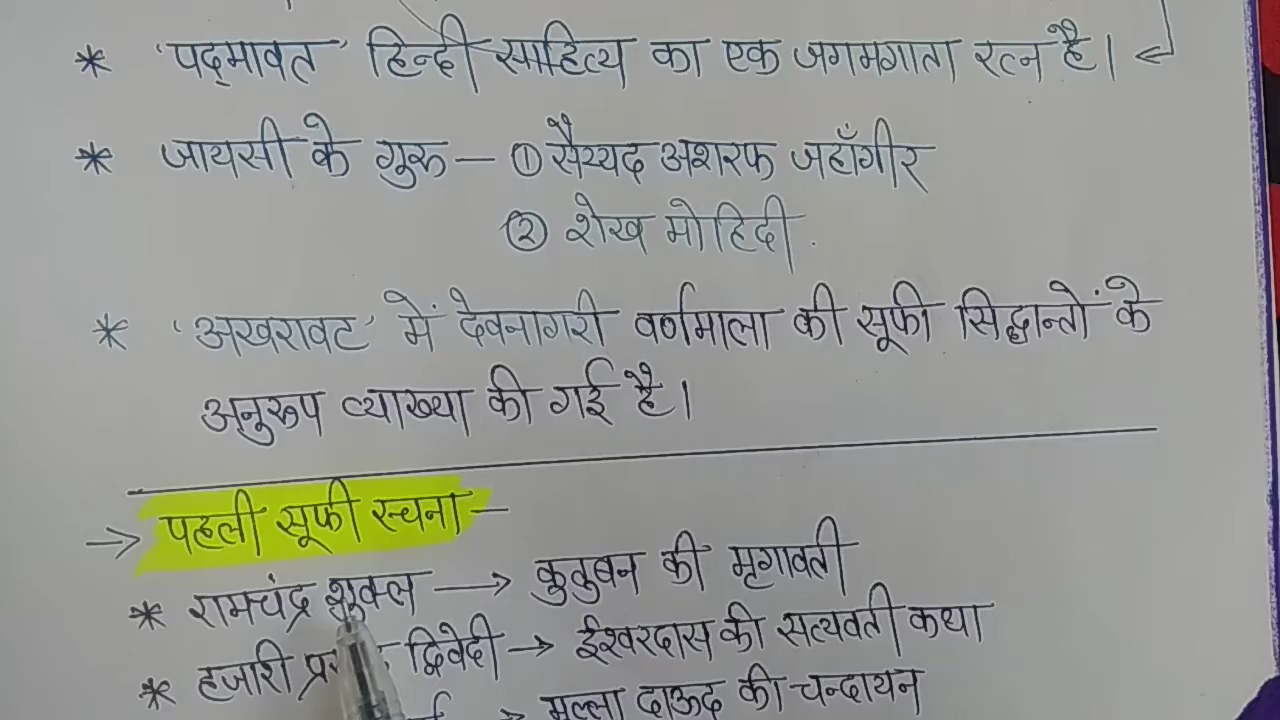 * 'पद्मावत' हिन्दी साहित्य का एक जगमगाता रत्न है। ↵
* जायसी के गुरू — ① सैय्यद अशरफ जहाँगीर
② शेख मोहिदी.
* 'अखरावट' में देवनागरी वर्णमाला की सूफी सिद्धान्तों के
अनुरूप व्याख्या की गई है।
→ पहली सूफी रचना —
* रामचंद्र शुक्ल → कुतुबन की मृगावती
* हजारी द्विवेदी → ईश्वरदास की सत्यवती कथा
→ मुल्ला दाऊद की चन्दायन